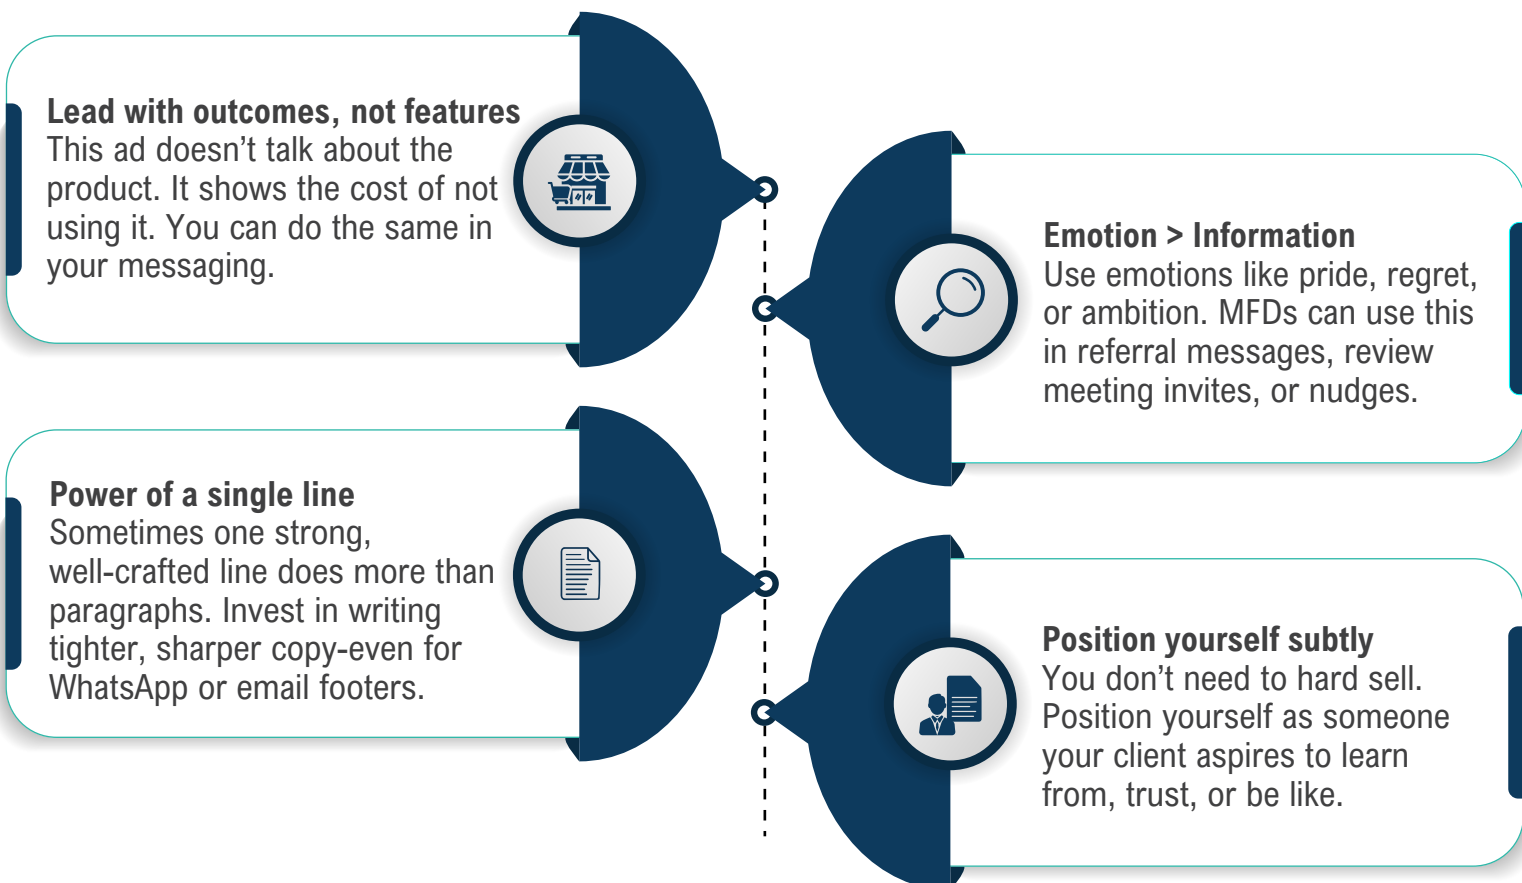 Lead with outcomes, not features
This ad doesn’t talk about the
product. It shows the cost of not
using it. You can do the same in
your messaging.
Emotion > Information
Use emotions like pride, regret,
or ambition. MFDs can use this
in referral messages, review
meeting invites, or nudges.
Power of a single line
Sometimes one strong,
well-crafted line does more than
paragraphs. Invest in writing
tighter, sharper copy-even for
WhatsApp or email footers.
Position yourself subtly
You don’t need to hard sell.
Position yourself as someone
your client aspires to learn
from, trust, or be like.